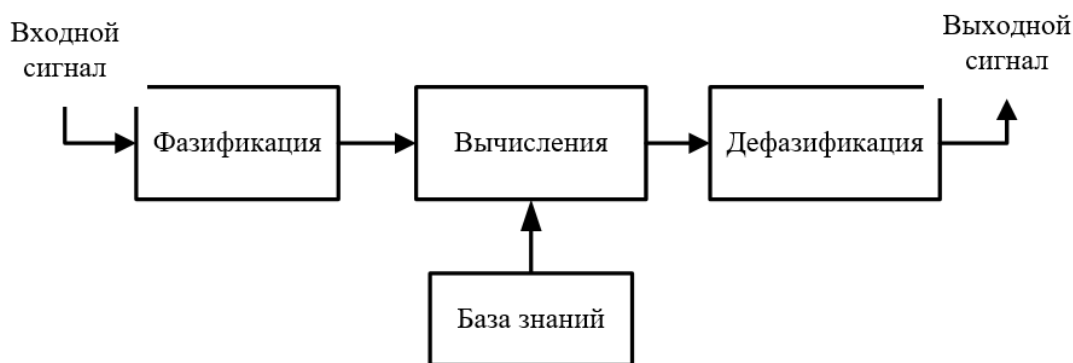 Входной
сигнал
Выходной
сигнал
Фазификация
Вычисления
Дефазификация
База знаний